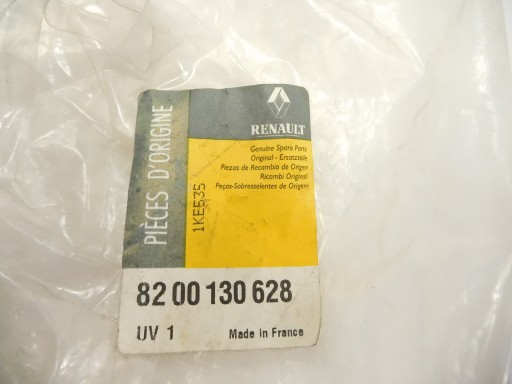 PIÈCES D'ORIGINE
RENAULT
Genuine Spare Parts
Original - Ersatzteile
Piezas de Recambio de Origen
Ricambi Originali
Peças-Sobresselentes de Origem
1KE535
82 00 130 628
UV 1
Made in France